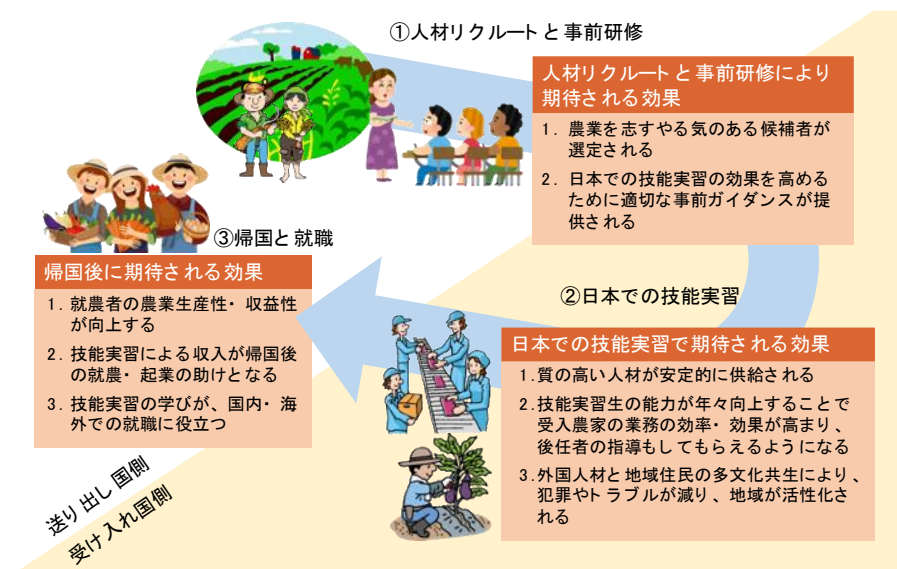 ①人材リクルートと事前研修
人材リクルートと事前研修により
期待される効果
1. 農業を志すやる気のある候補者が
選定される
2. 日本での技能実習の効果を高める
ために適切な事前ガイダンスが提
供される
③帰国と就職
帰国後に期待される効果
1. 就農者の農業生産性・収益性
が向上する
2. 技能実習による収入が帰国後
の就農・起業の助けとなる
3. 技能実習の学びが、国内・海
外での就職に役立つ
②日本での技能実習
日本での技能実習で期待される効果
1.質の高い人材が安定的に供給される
2.技能実習生の能力が年々向上することで
受入農家の業務の効率・効果が高まり、
後任者の指導もしてもらえるようになる
3.外国人材と地域住民の多文化共生により、
犯罪やトラブルが減り、地域が活性化さ
れる
送り出し国側
受け入れ国側